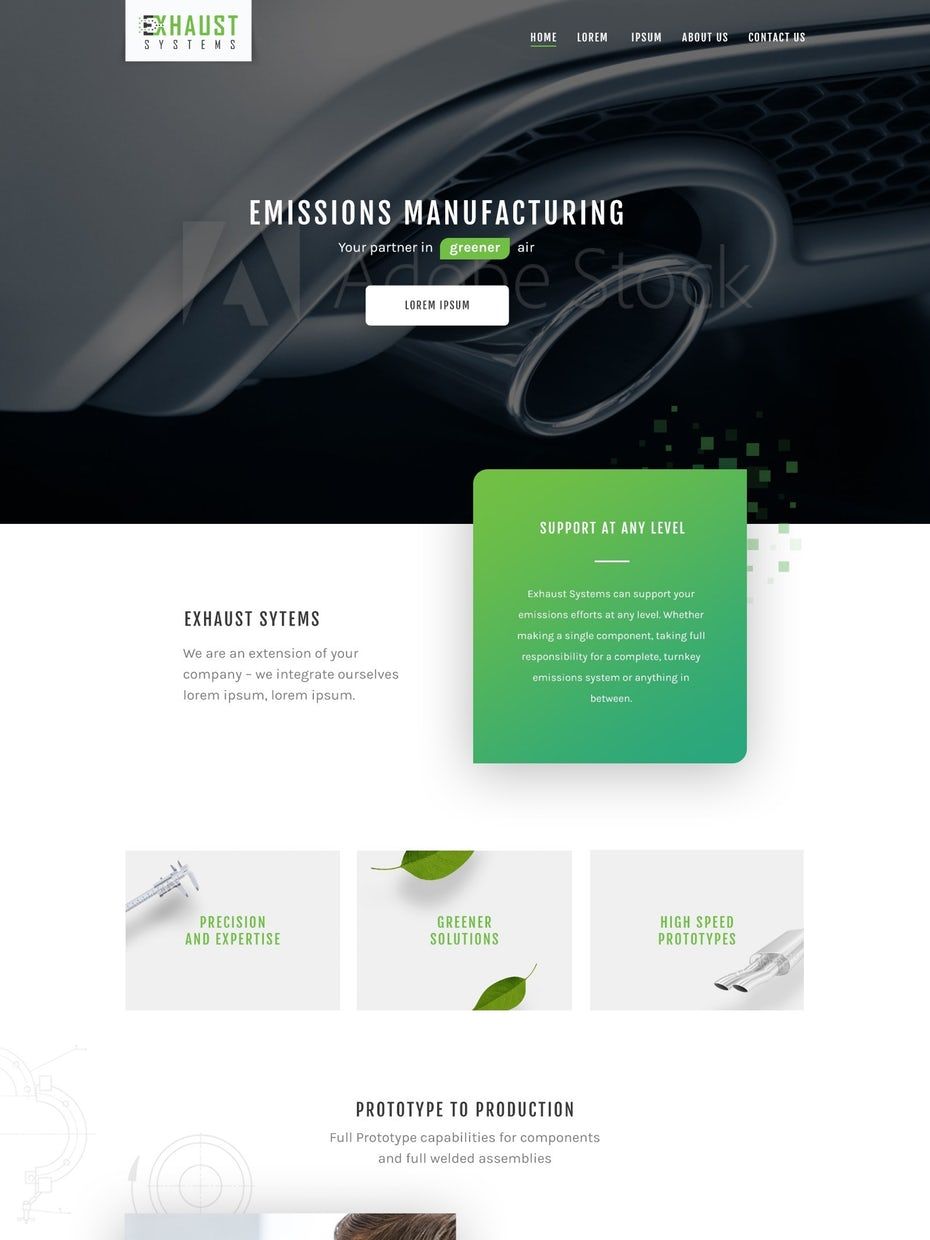 EXHAUST
SYSTEMS
HOME LOREM IPSUM ABOUT US CONTACT US
EMISSIONS MANUFACTURING
Your partner in greener air
Adobe Stock
LOREM IPSUM
SUPPORT AT ANY LEVEL
Exhaust Systems can support your
emissions efforts at any level. Whether
making a single component, taking full
responsibility for a complete, turnkey
emissions system or anything in
between.
EXHAUST SYTEMS
We are an extension of your
company – we integrate ourselves
lorem ipsum, lorem ipsum.
PRECISION
AND EXPERTISE
GREENER
SOLUTIONS
HIGH SPEED
PROTOTYPES
PROTOTYPE TO PRODUCTION
Full Prototype capabilities for components
and full welded assemblies